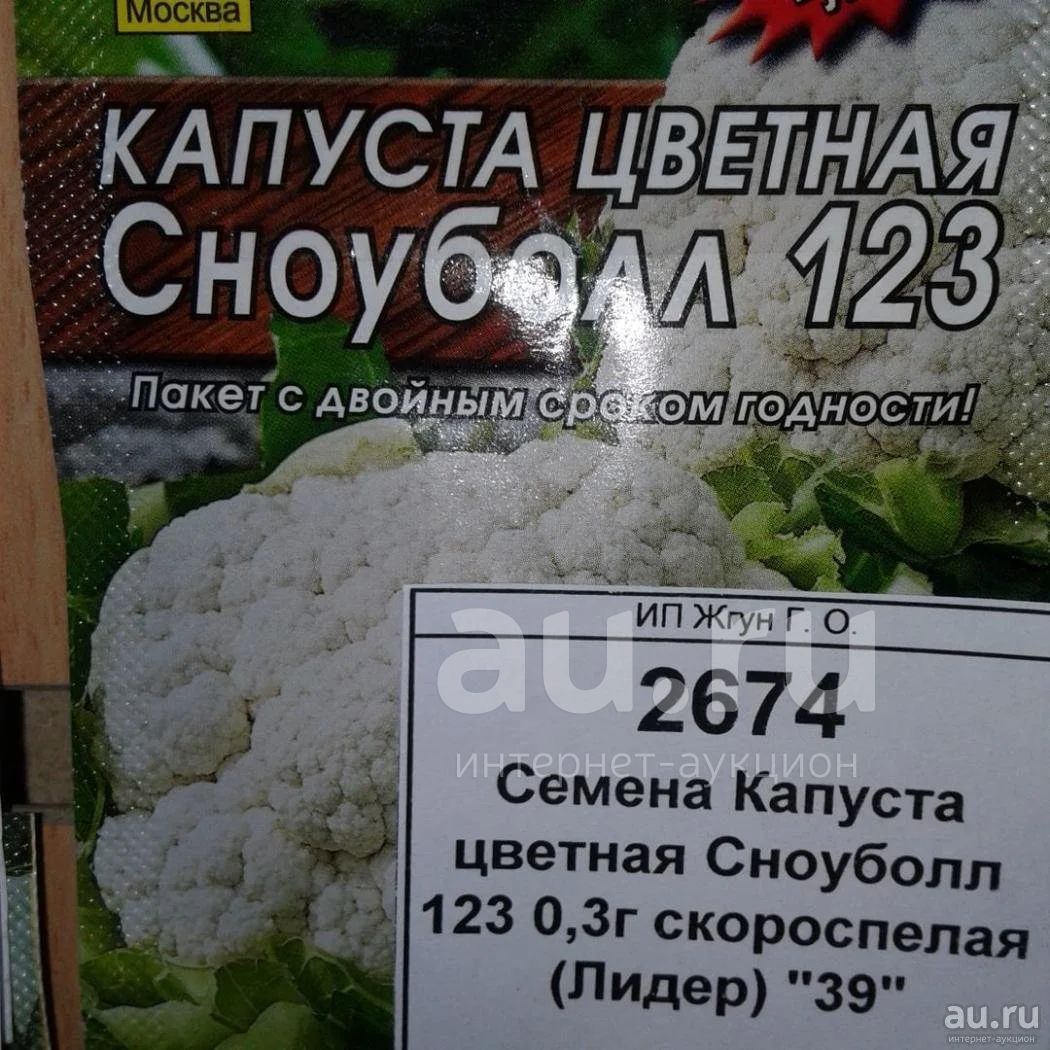 Москва
КАПУСТА ЦВЕТНАЯ
Сноуболл 123
Пакет с двойным сроком годности!
ИП Жгун Г. О.
2674
Семена Капуста
цветная Сноуболл
123 0,3г скороспелая
(Лидер) "39"
au.ru
интернет-аукцион
au.ru
интернет-аукцион